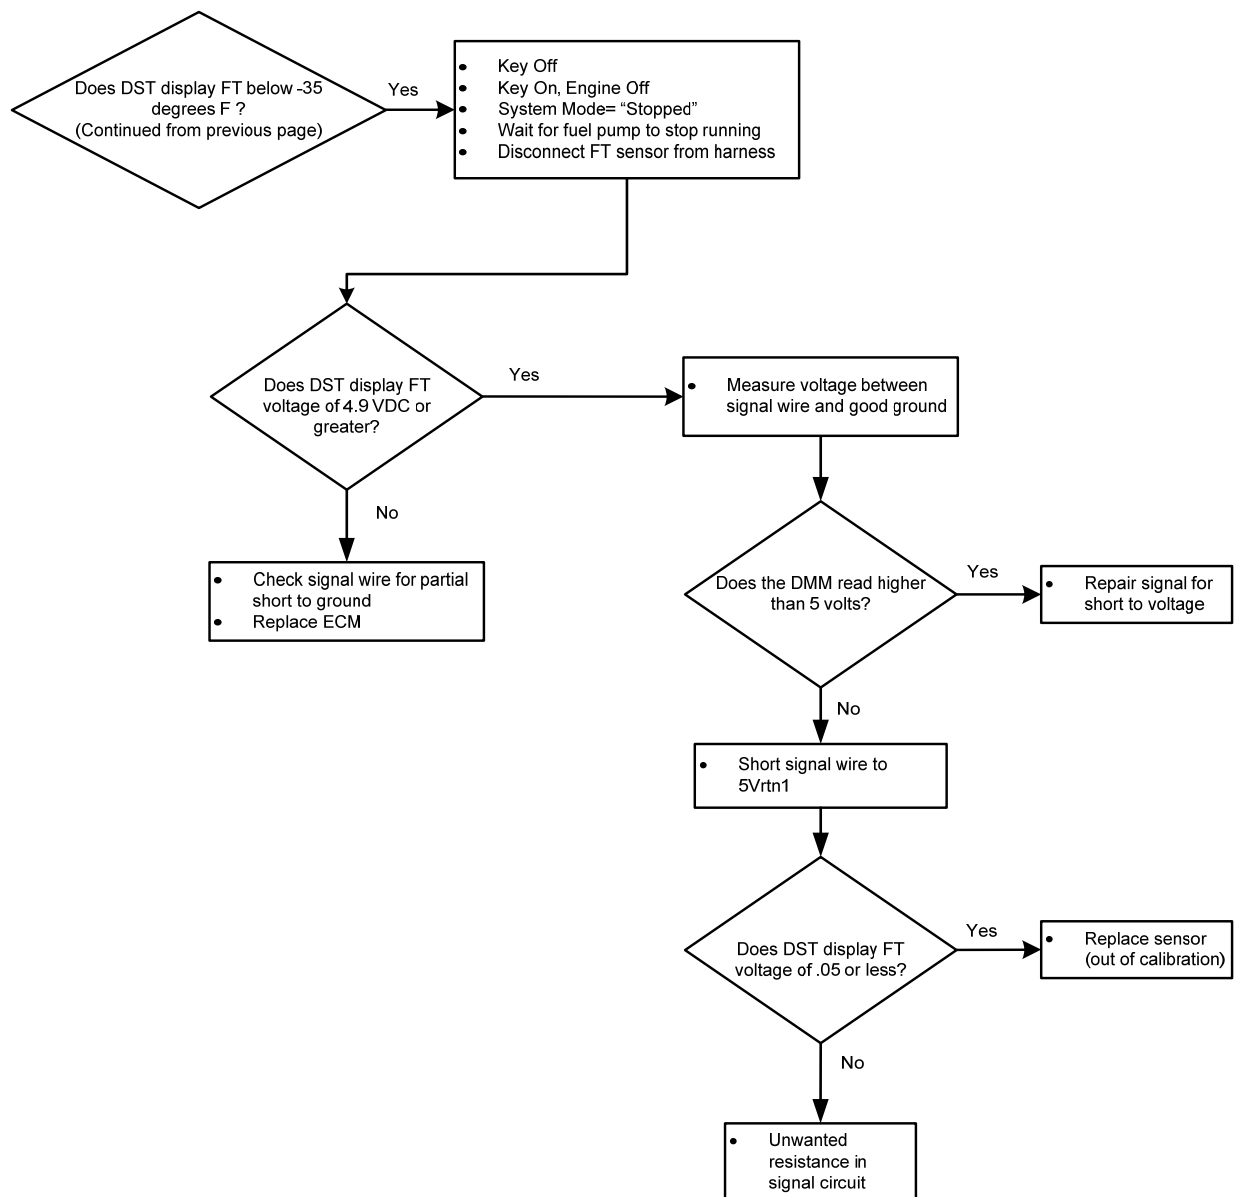 Does DST display FT below -35
degrees F ?
(Continued from previous page)
Yes
• Key Off
• Key On, Engine Off
• System Mode= “Stopped”
• Wait for fuel pump to stop running
• Disconnect FT sensor from harness
Does DST display FT
voltage of 4.9 VDC or
greater?
Yes
• Measure voltage between
signal wire and good ground
No
• Check signal wire for partial
short to ground
• Replace ECM
Does the DMM read higher
than 5 volts?
Yes
• Repair signal for
short to voltage
No
• Short signal wire to
5Vrtn1
Does DST display FT
voltage of .05 or less?
Yes
• Replace sensor
(out of calibration)
No
• Unwanted
resistance in
signal circuit